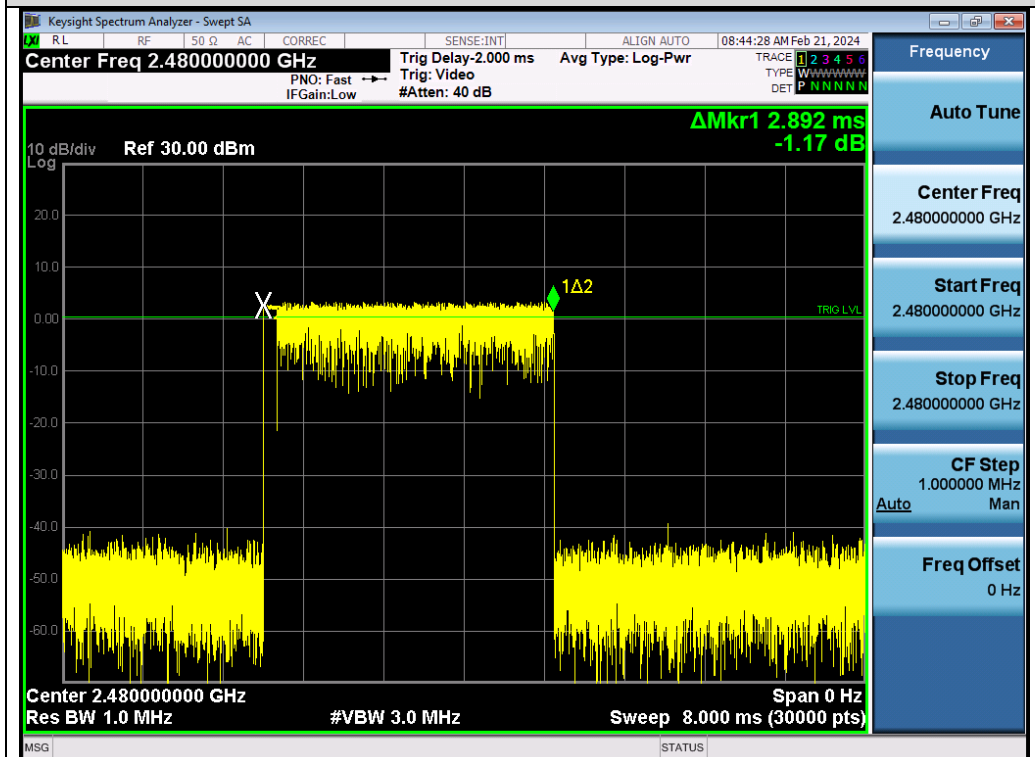 Keysight Spectrum Analyzer - Swept SA
LXI RL RF 50 Ω AC CORREC SENSE:INT ALIGN AUTO 08:44:28 AM Feb 21, 2024
Center Freq 2.480000000 GHz
PNO: Fast
IFGain:Low
Trig Delay-2.000 ms
Trig: Video
#Atten: 40 dB
Avg Type: Log-Pwr
TRACE 1 2 3 4 5 6
TYPE WWWWWW
DET P N N N N N
ΔMkr1 2.892 ms
-1.17 dB
10 dB/div Ref 30.00 dBm
Log
20.0
10.0
0.00
-10.0
-20.0
-30.0
-40.0
-50.0
-60.0
1Δ2
TRIG LVL
Center 2.480000000 GHz Span 0 Hz
Res BW 1.0 MHz #VBW 3.0 MHz Sweep 8.000 ms (30000 pts)
MSG STATUS
Frequency
Auto Tune
Center Freq
2.480000000 GHz
Start Freq
2.480000000 GHz
Stop Freq
2.480000000 GHz
CF Step
1.000000 MHz
Auto Man
Freq Offset
0 Hz